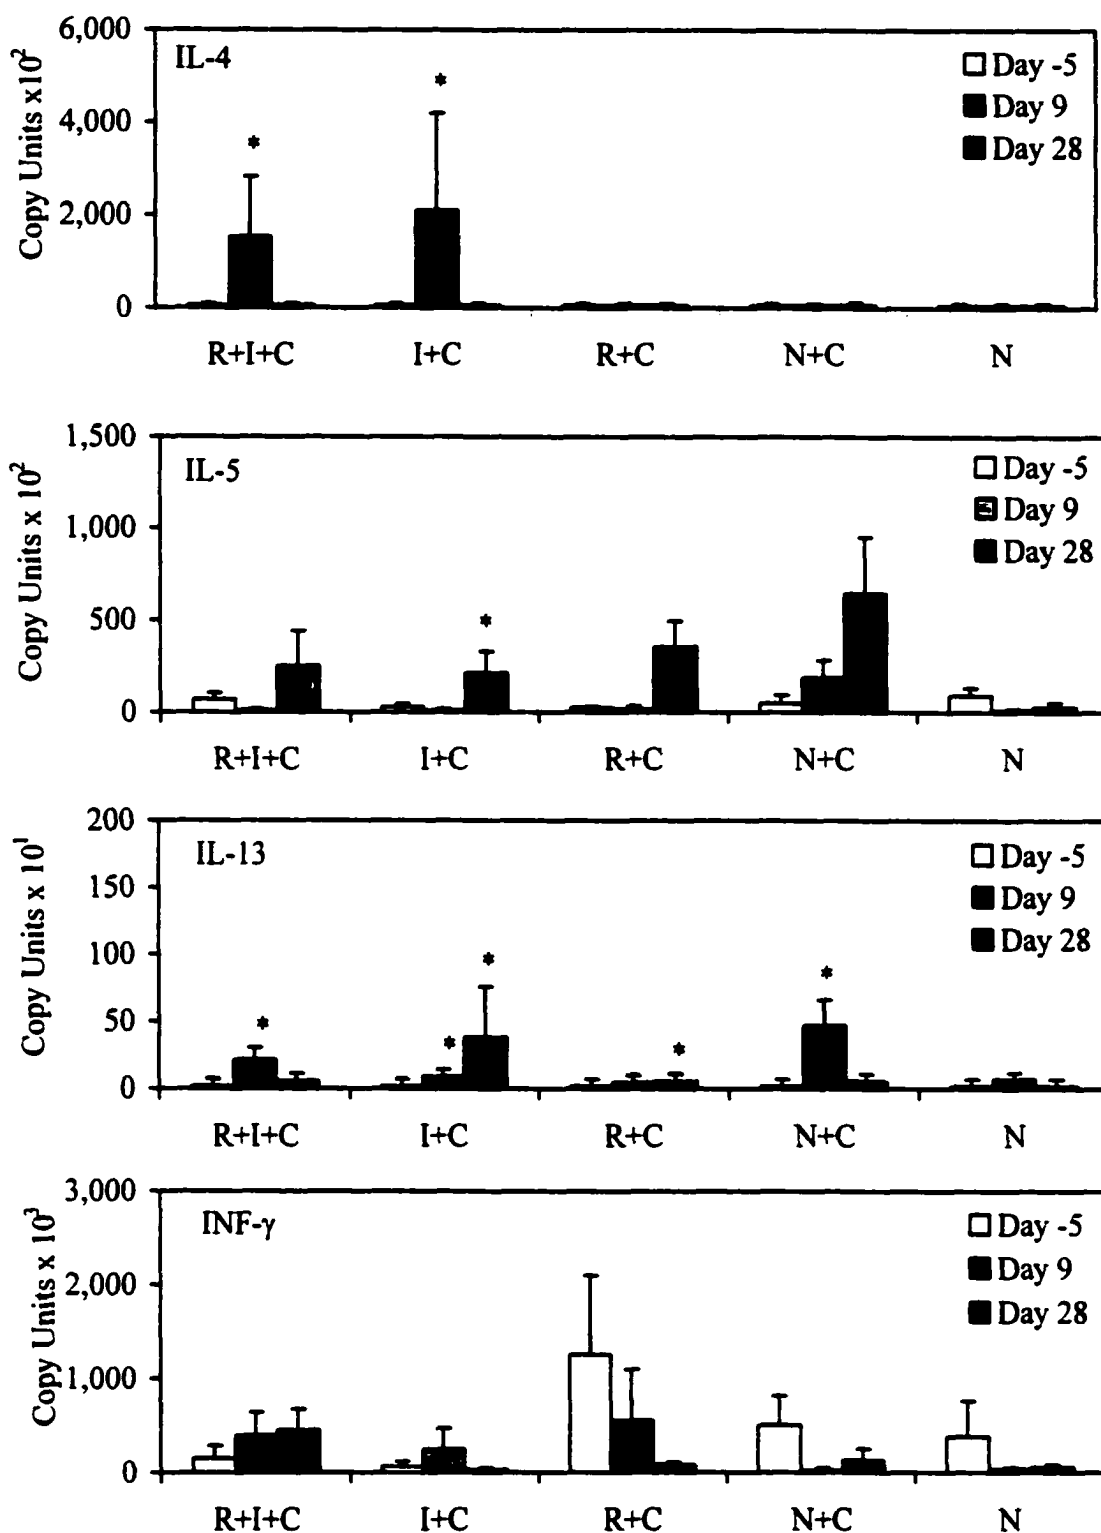 6,000
IL-4
Day -5
Day 9
Day 28
4,000
2,000
0
Copy Units x10²
*
*
R+I+C I+C R+C N+C N
1,500
IL-5
Day -5
Day 9
Day 28
1,000
500
0
Copy Units x 10²
*
R+I+C I+C R+C N+C N
200
IL-13
Day -5
Day 9
Day 28
150
100
50
0
Copy Units x 10¹
*
*
*
*
*
R+I+C I+C R+C N+C N
3,000
INF-γ
Day -5
Day 9
Day 28
2,000
1,000
0
Copy Units x 10³
R+I+C I+C R+C N+C N